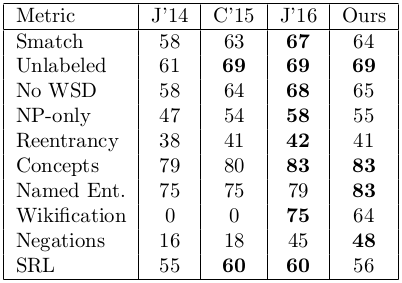 Metric J'14 C'15 J'16 Ours
Smatch 58 63 67 64
Unlabeled 61 69 69 69
No WSD 58 64 68 65
NP-only 47 54 58 55
Reentrancy 38 41 42 41
Concepts 79 80 83 83
Named Ent. 75 75 79 83
Wikification 0 0 75 64
Negations 16 18 45 48
SRL 55 60 60 56